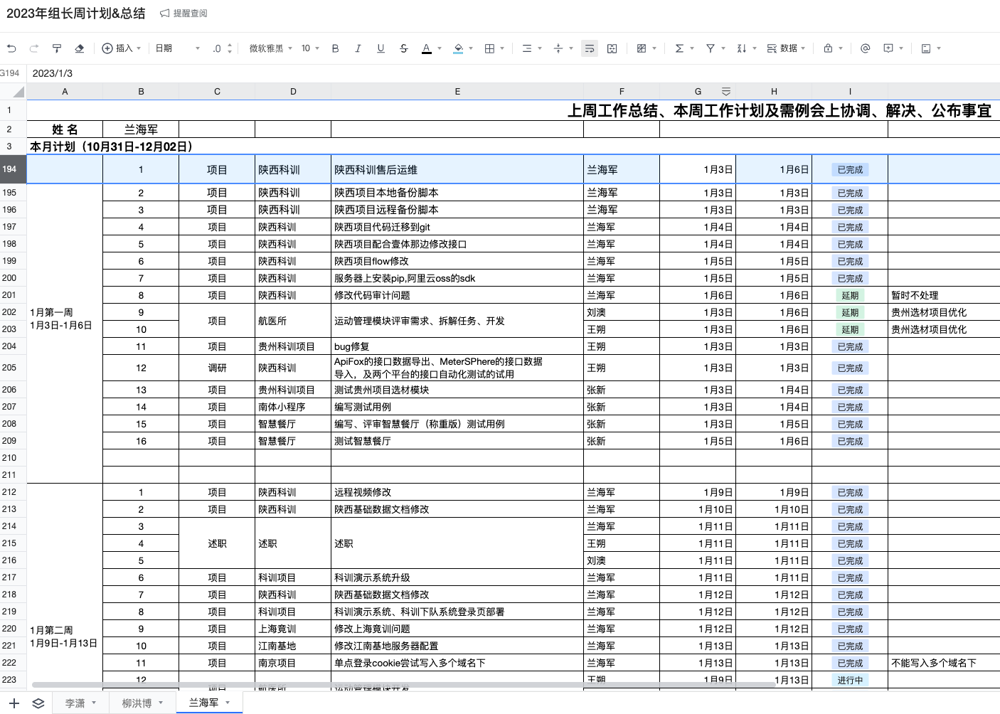 2023年组长周计划&总结 提醒查阅
插入 日期 .0 微软雅黑 10 B I U S A 数据
G194 2023/1/3
A B C D E F G H I
1 上周工作总结、本周工作计划及需例会上协调、解决、公布事宜
2 姓 名 兰海军
3 本月计划（10月31日-12月02日）
194 1 项目 陕西科训 陕西科训售后运维 兰海军 1月3日 1月6日 已完成
195 2 项目 陕西科训 陕西项目本地备份脚本 兰海军 1月3日 1月3日 已完成
196 3 项目 陕西科训 陕西项目远程备份脚本 兰海军 1月3日 1月3日 已完成
197 4 项目 陕西科训 陕西项目代码迁移到git 兰海军 1月4日 1月4日 已完成
198 5 项目 陕西科训 陕西项目配合壹体那边修改接口 兰海军 1月4日 1月4日 已完成
199 6 项目 陕西科训 陕西项目flow修改 兰海军 1月5日 1月5日 已完成
200 7 项目 陕西科训 服务器上安装pip,阿里云oss的sdk 兰海军 1月5日 1月5日 已完成
201 8 项目 陕西科训 修改代码审计问题 兰海军 1月6日 1月6日 延期 暂时不处理
1月第一周
1月3日-1月6日
202 9 项目 航医所 运动管理模块评审需求、拆解任务、开发 刘澳 1月3日 1月6日 延期 贵州选材项目优化
203 10 王朔 1月3日 1月6日 延期 贵州选材项目优化
204 11 项目 贵州科训项目 bug修复 王朔 1月3日 1月3日 已完成
205 12 调研 陕西科训 ApiFox的接口数据导出、MeterSPhere的接口数据
导入，及两个平台的接口自动化测试的试用 王朔 1月3日 1月3日 已完成
206 13 项目 贵州科训项目 测试贵州项目选材模块 张新 1月3日 1月4日 已完成
207 14 项目 南体小程序 编写测试用例 张新 1月3日 1月4日 已完成
208 15 项目 智慧餐厅 编写、评审智慧餐厅（称重版）测试用例 张新 1月3日 1月5日 已完成
209 16 项目 智慧餐厅 测试智慧餐厅 张新 1月5日 1月6日 已完成
210
211
212 1 项目 陕西科训 远程视频修改 兰海军 1月9日 1月9日 已完成
213 2 项目 陕西科训 陕西基础数据文档修改 兰海军 1月10日 1月10日 已完成
214 3 兰海军 1月11日 1月11日 已完成
215 4 述职 述职 述职 王朔 1月11日 1月11日 已完成
216 5 刘澳 1月11日 1月11日 已完成
217 6 项目 科训项目 科训演示系统升级 兰海军 1月11日 1月11日 已完成
218 7 项目 陕西科训 陕西基础数据文档修改 兰海军 1月12日 1月12日 已完成
219 8 项目 科训项目 科训演示系统、科训下队系统登录页部署 兰海军 1月12日 1月12日 已完成
1月第二周
1月9日-1月13日
220 9 项目 上海竟训 修改上海竟训问题 兰海军 1月12日 1月12日 已完成
221 10 项目 江南基地 修改江南基地服务器配置 兰海军 1月13日 1月13日 已完成
222 11 项目 南京项目 单点登录cookie尝试写入多个域名下 兰海军 1月13日 1月13日 已完成 不能写入多个域名下
223 12 王朔 1月9日 1月13日 进行中
项目 航医所 运动管理模块开发
李潇 柳洪博 兰海军